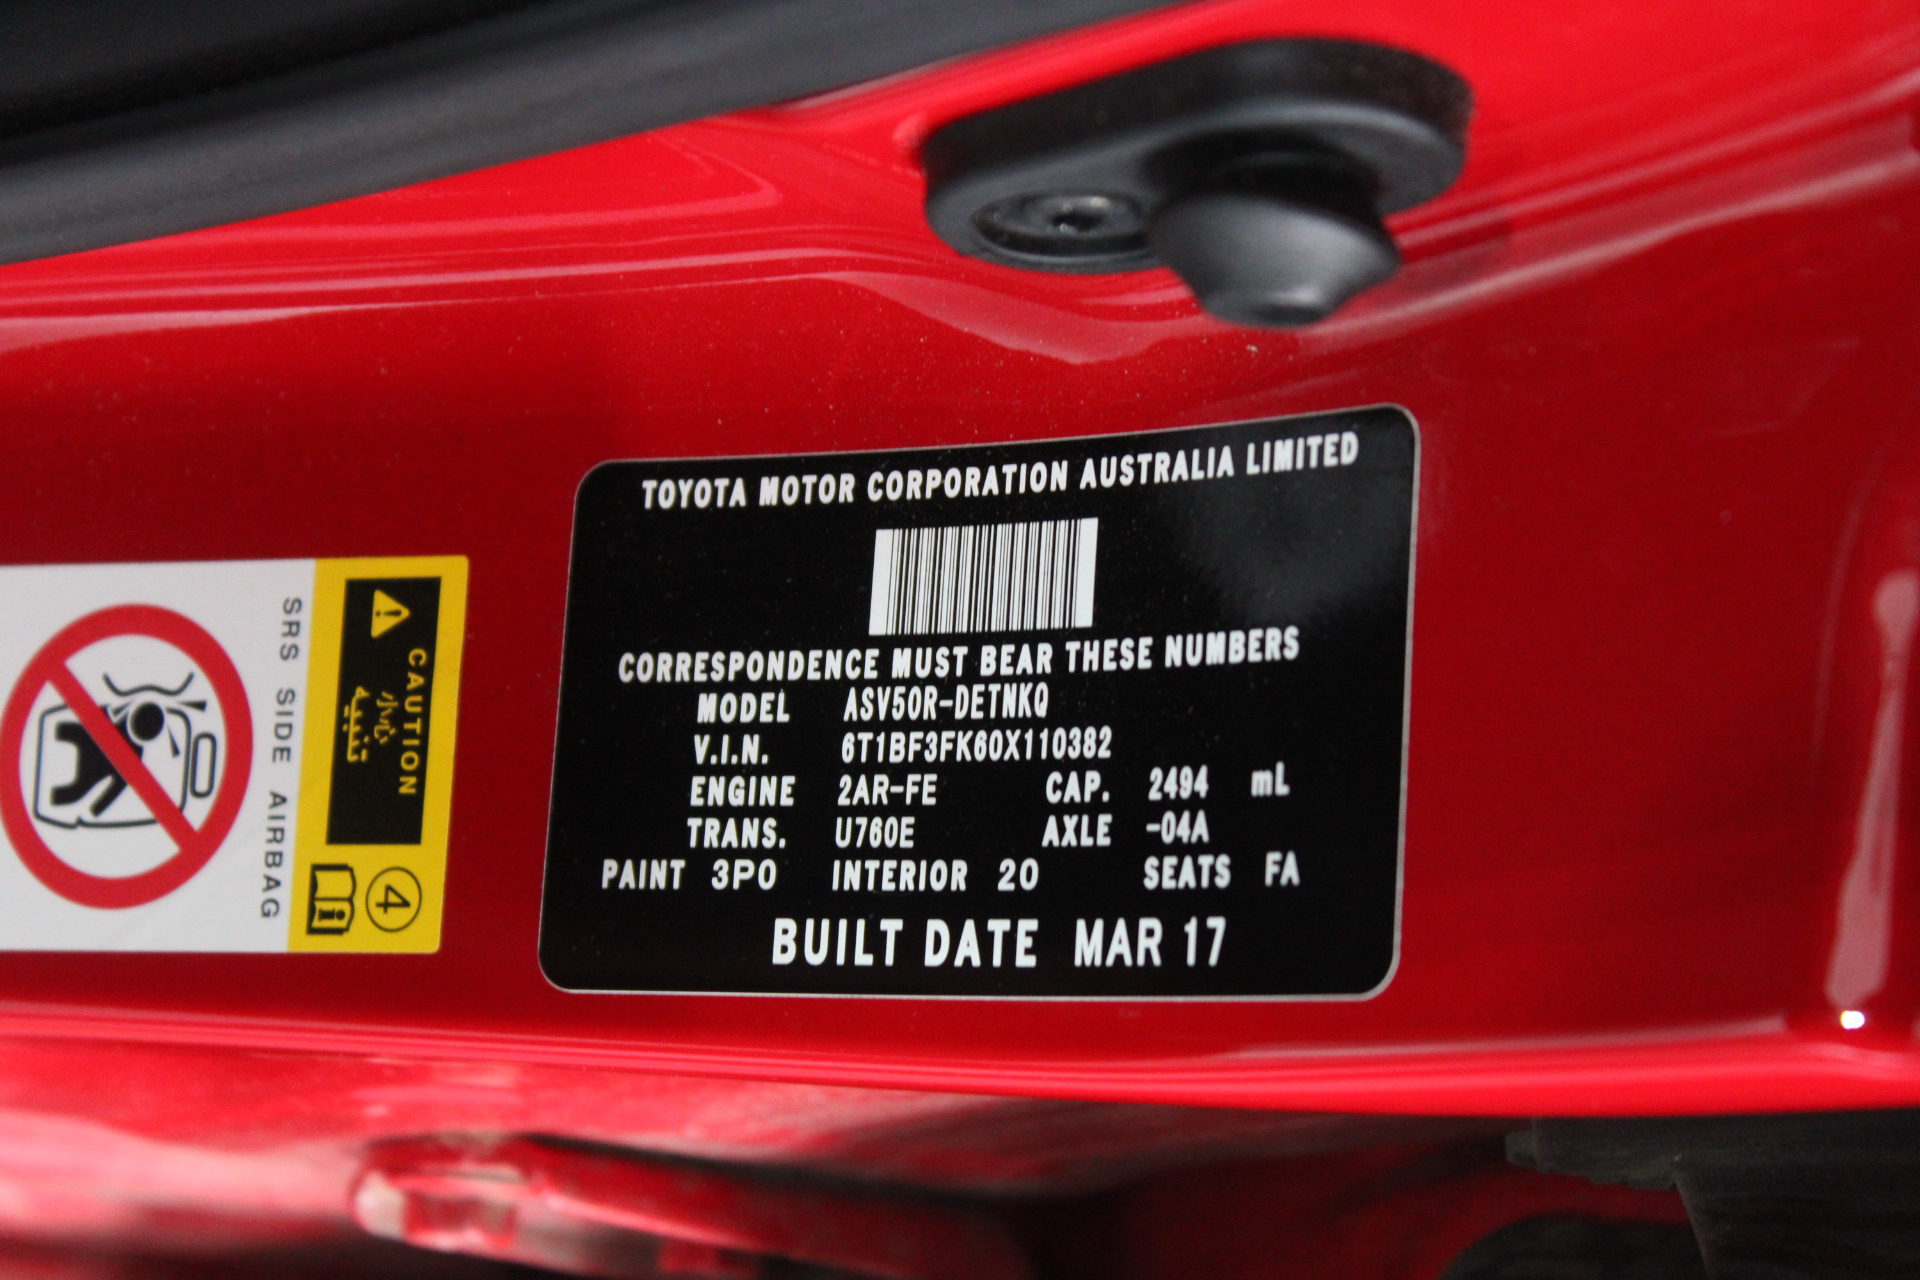 TOYOTA MOTOR CORPORATION AUSTRALIA LIMITED
CORRESPONDENCE MUST BEAR THESE NUMBERS
MODEL ASV50R-DETNKQ
V.I.N. 6T1BF3FK60X110382
ENGINE 2AR-FE CAP. 2494 mL
TRANS. U760E AXLE -04A
PAINT 3P0 INTERIOR 20 SEATS FA
BUILT DATE MAR 17
CAUTION
تنبيه
4
SRS SIDE AIRBAG